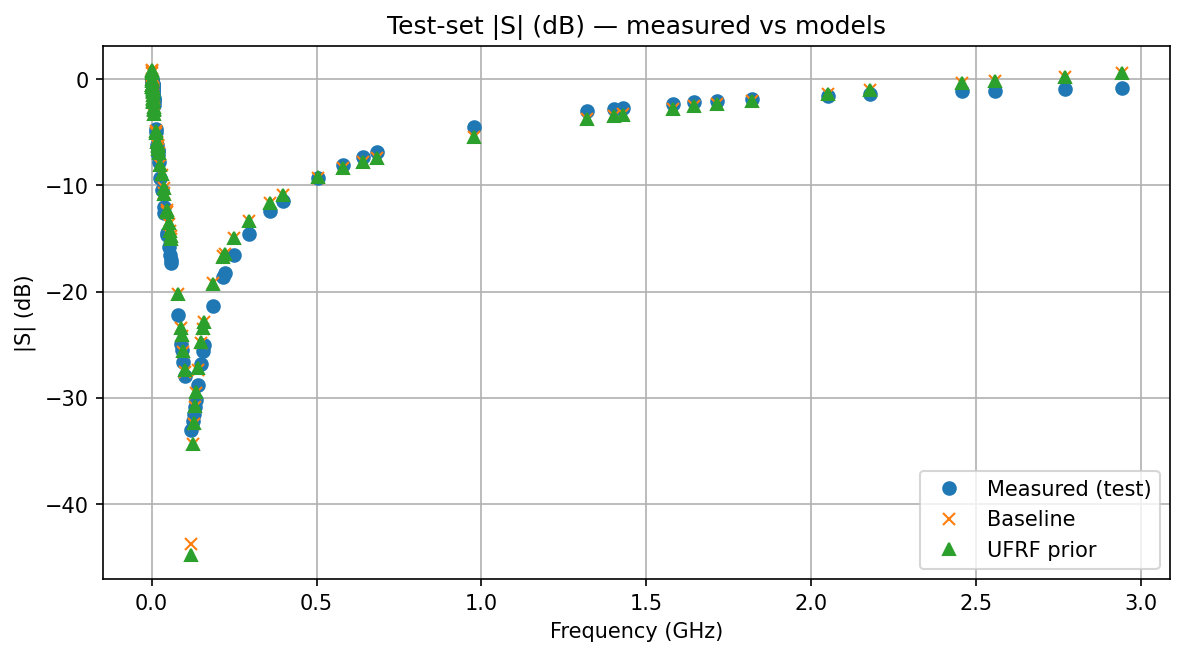 Test-set |S| (dB) — measured vs models
|S| (dB)
0
−10
−20
−30
−40
0.0 0.5 1.0 1.5 2.0 2.5 3.0
Frequency (GHz)
Measured (test)
Baseline
UFRF prior